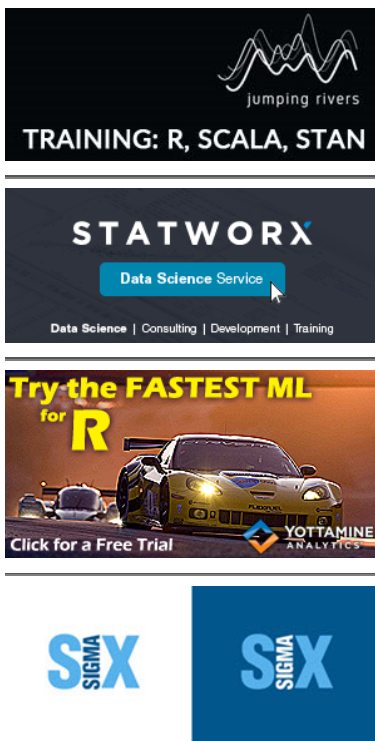 jumping rivers
TRAINING: R, SCALA, STAN
STATWORX
Data Science Service
Data Science | Consulting | Development | Training
Try the FASTEST ML
for R
FLEXFUEL
Click for a Free Trial
YOTTAMINE
ANALYTICS
SIX SIGMA
SIX SIGMA